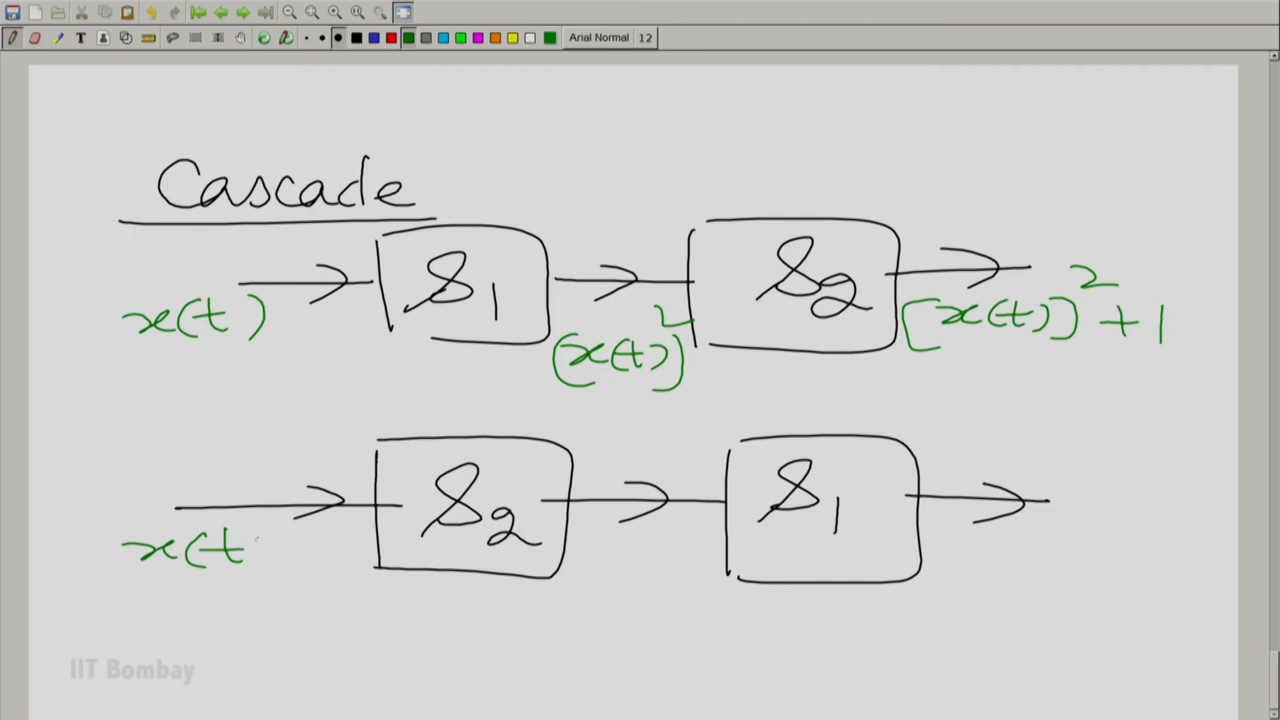 Arial Normal 12
Cascade
x(t) S1 [x(t)]² S2 [x(t)]² + 1
x(t S2 S1
IIT Bombay